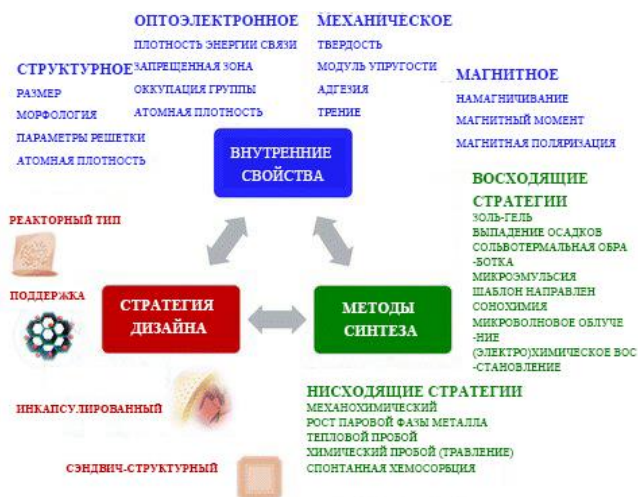 СТРУКТУРНОЕ
РАЗМЕР
МОРФОЛОГИЯ
ПАРАМЕТРЫ РЕШЕТКИ
АТОМНАЯ ПЛОТНОСТЬ
ОПТОЭЛЕКТРОННОЕ
ПЛОТНОСТЬ ЭНЕРГИИ СВЯЗИ
ЗАПРЕЩЕННАЯ ЗОНА
ОККУПАЦИЯ ГРУППЫ
АТОМНАЯ ПЛОТНОСТЬ
МЕХАНИЧЕСКОЕ
ТВЕРДОСТЬ
МОДУЛЬ УПРУГОСТИ
АДГЕЗИЯ
ТРЕНИЕ
МАГНИТНОЕ
НАМАГНИЧИВАНИЕ
МАГНИТНЫЙ МОМЕНТ
МАГНИТНАЯ ПОЛЯРИЗАЦИЯ
ВНУТРЕННИЕ
СВОЙСТВА
РЕАКТОРНЫЙ ТИП
ПОДДЕРЖКА
СТРАТЕГИЯ
ДИЗАЙНА
МЕТОДЫ
СИНТЕЗА
ВОСХОДЯЩИЕ
СТРАТЕГИИ
ЗОЛЬ-ГЕЛЬ
ВЫПАДЕНИЕ ОСАДКОВ
СОЛЬВОТЕРМАЛЬНАЯ ОБРА
-БОТКА
МИКРОЭМУЛЬСИЯ
ШАБЛОН НАПРАВЛЕН
СОНОХИМИЯ
МИКРОВОЛНОВОЕ ОБЛУЧЕ
-НИЕ
(ЭЛЕКТРО)ХИМИЧЕСКОЕ ВОС
-СТАНОВЛЕНИЕ
ИНКАПСУЛИРОВАННЫЙ
СЭНДВИЧ-СТРУКТУРНЫЙ
НИСХОДЯЩИЕ СТРАТЕГИИ
МЕХАНОХИМИЧЕСКИЙ
РОСТ ПАРОВОЙ ФАЗЫ МЕТАЛЛА
ТЕПЛОВОЙ ПРОБОЙ
ХИМИЧЕСКИЙ ПРОБОЙ (ТРАВЛЕНИЕ)
СПОНТАННАЯ ХЕМОСОРБЦИЯ